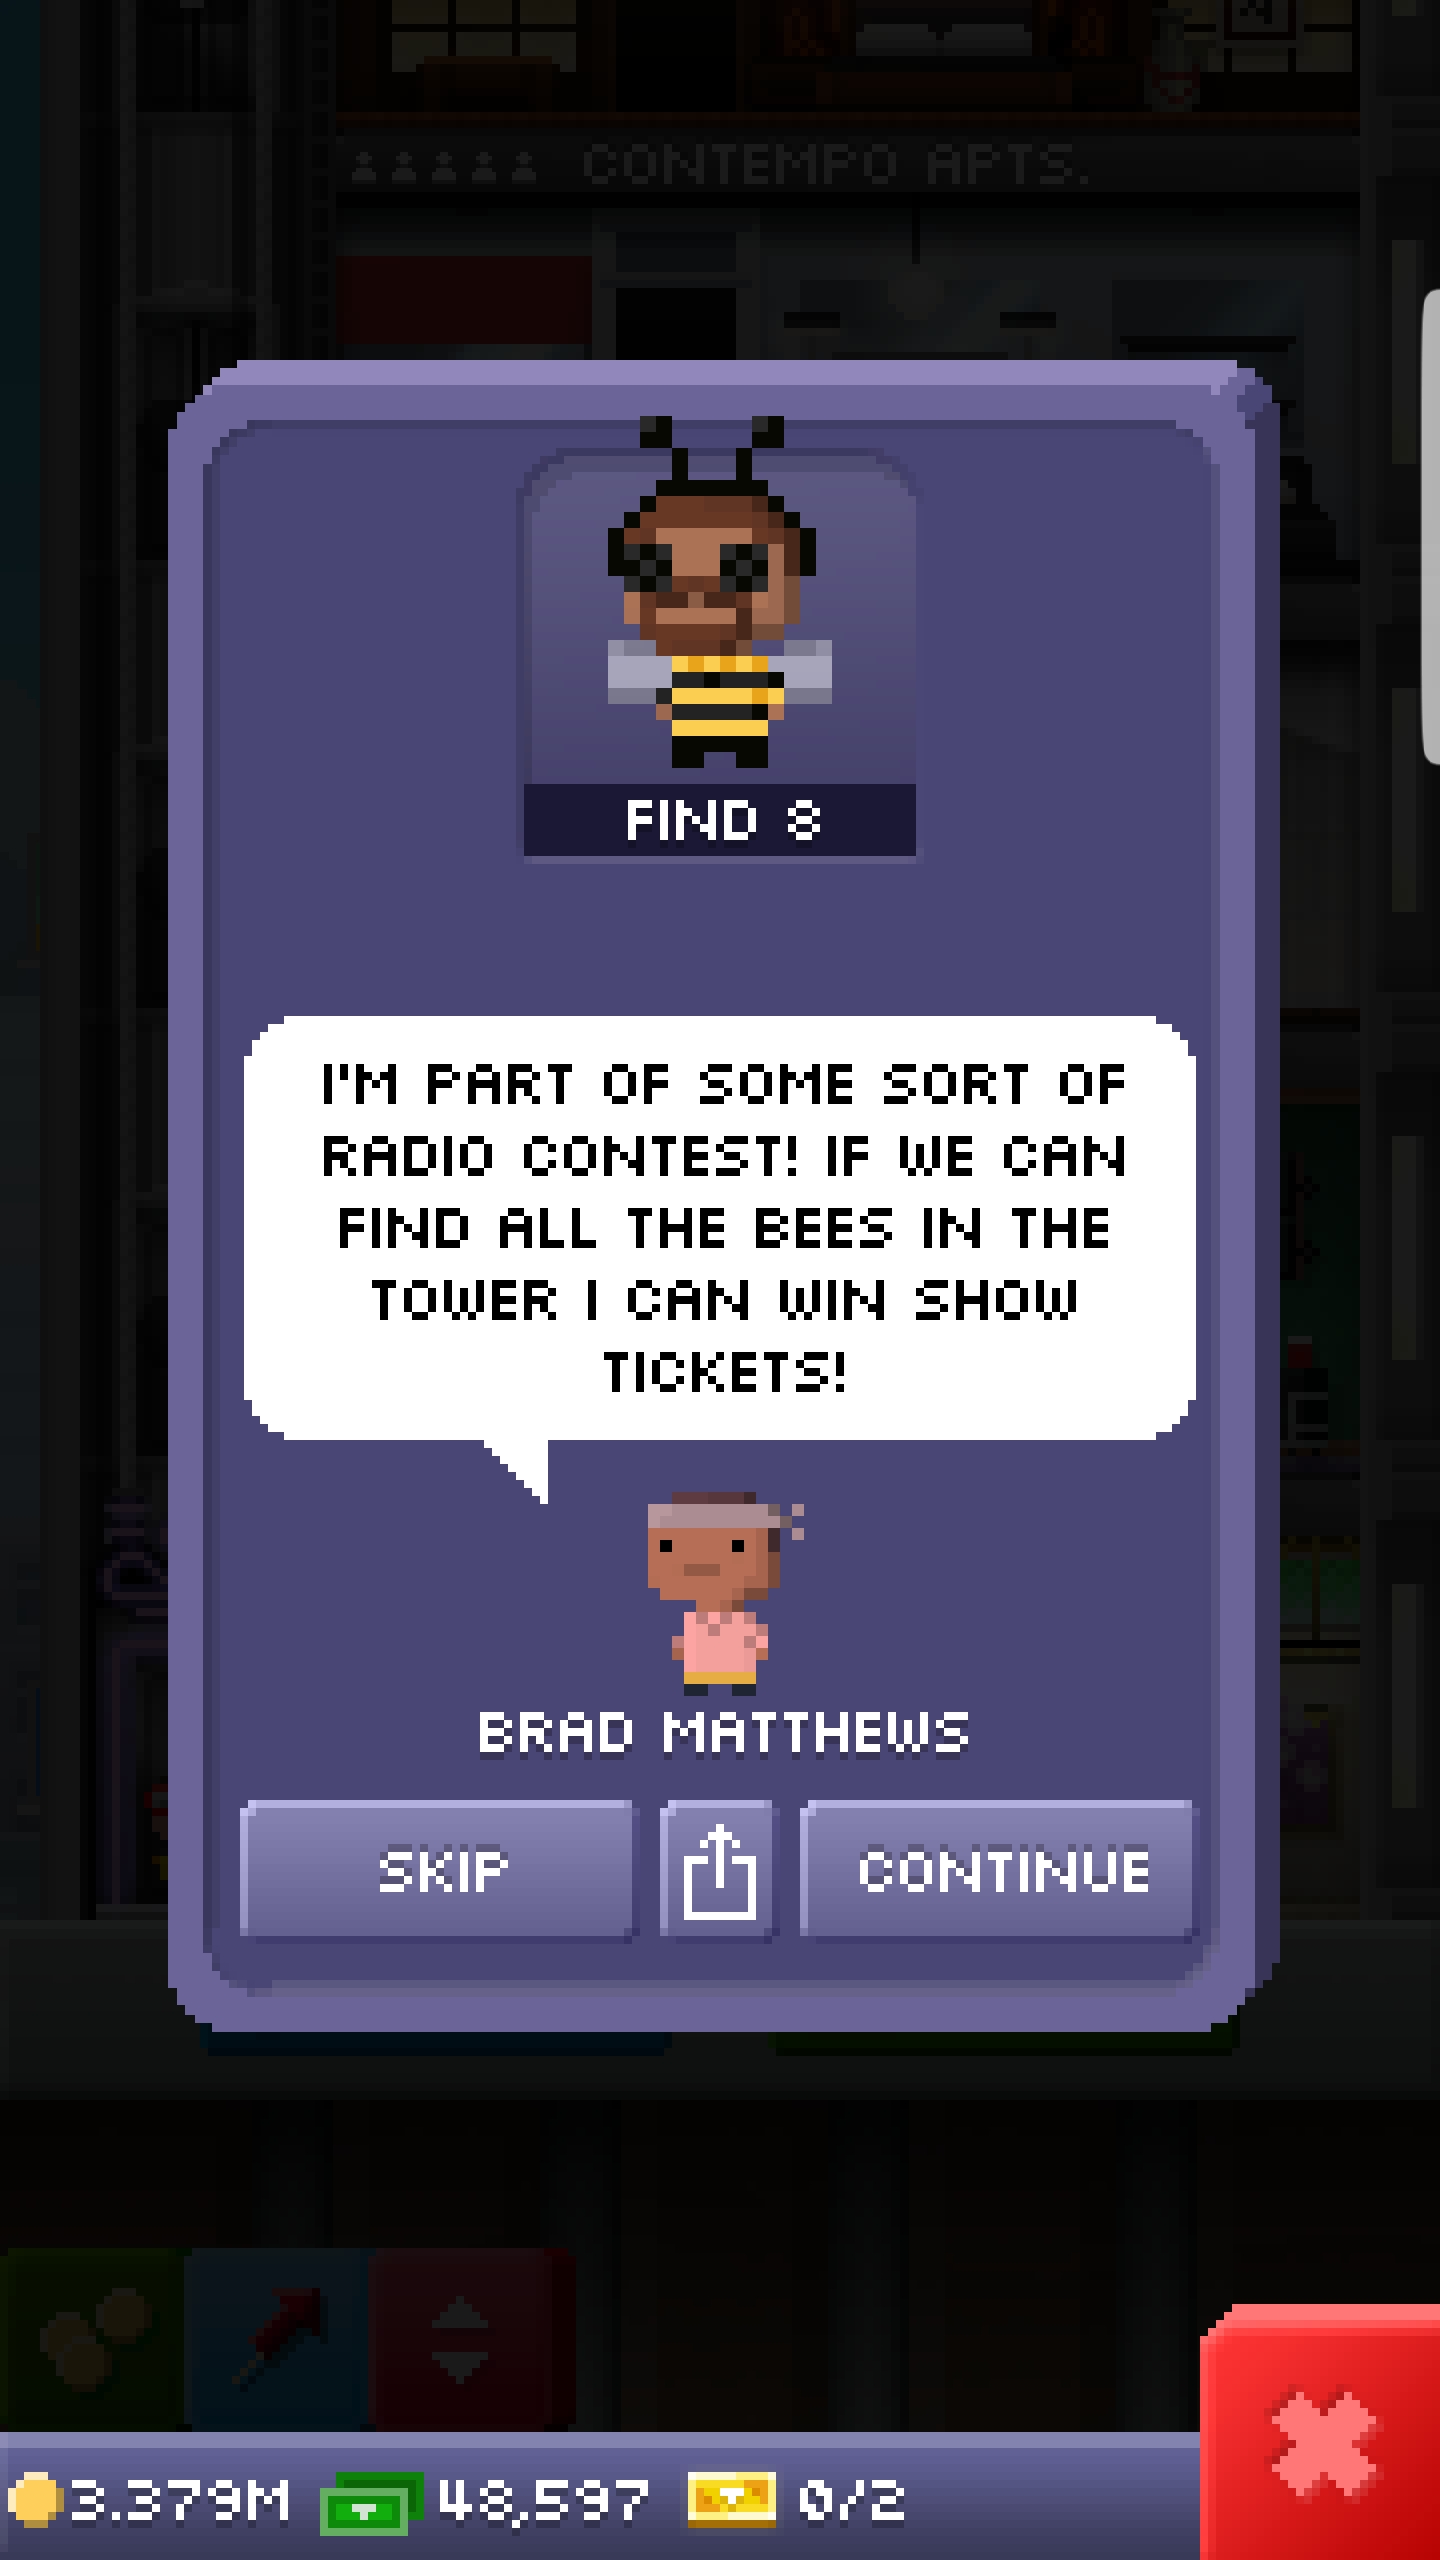 CONTEMPO APTS.
FIND 8
I'M PART OF SOME SORT OF
RADIO CONTEST! IF WE CAN
FIND ALL THE BEES IN THE
TOWER I CAN WIN SHOW
TICKETS!
BRAD MATTHEWS
SKIP CONTINUE
3.379M 48,597 0/2